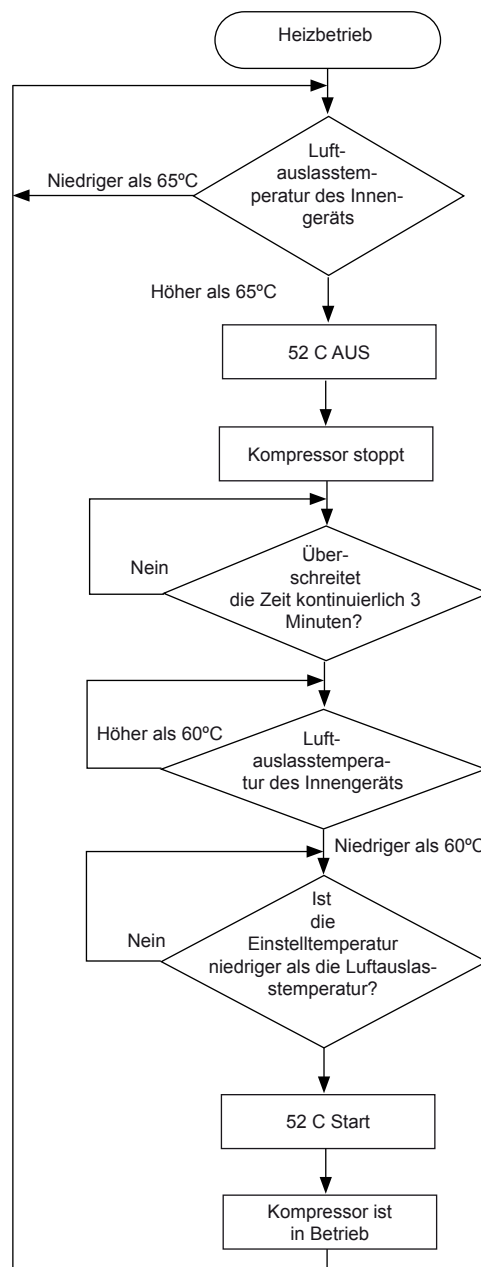 Heizbetrieb
Luft-
auslasstem-
peratur des Innen-
geräts
Niedriger als 65ºC
Höher als 65ºC
52 C AUS
Kompressor stoppt
Über-
schreitet
die Zeit kontinuierlich 3
Minuten?
Nein
Höher als 60ºC
Luft-
auslasstempera-
tur des Innengeräts
Niedriger als 60ºC
Ist
die
Einstelltemperatur
niedriger als die Luftauslas-
stemperatur?
Nein
52 C Start
Kompressor ist
in Betrieb